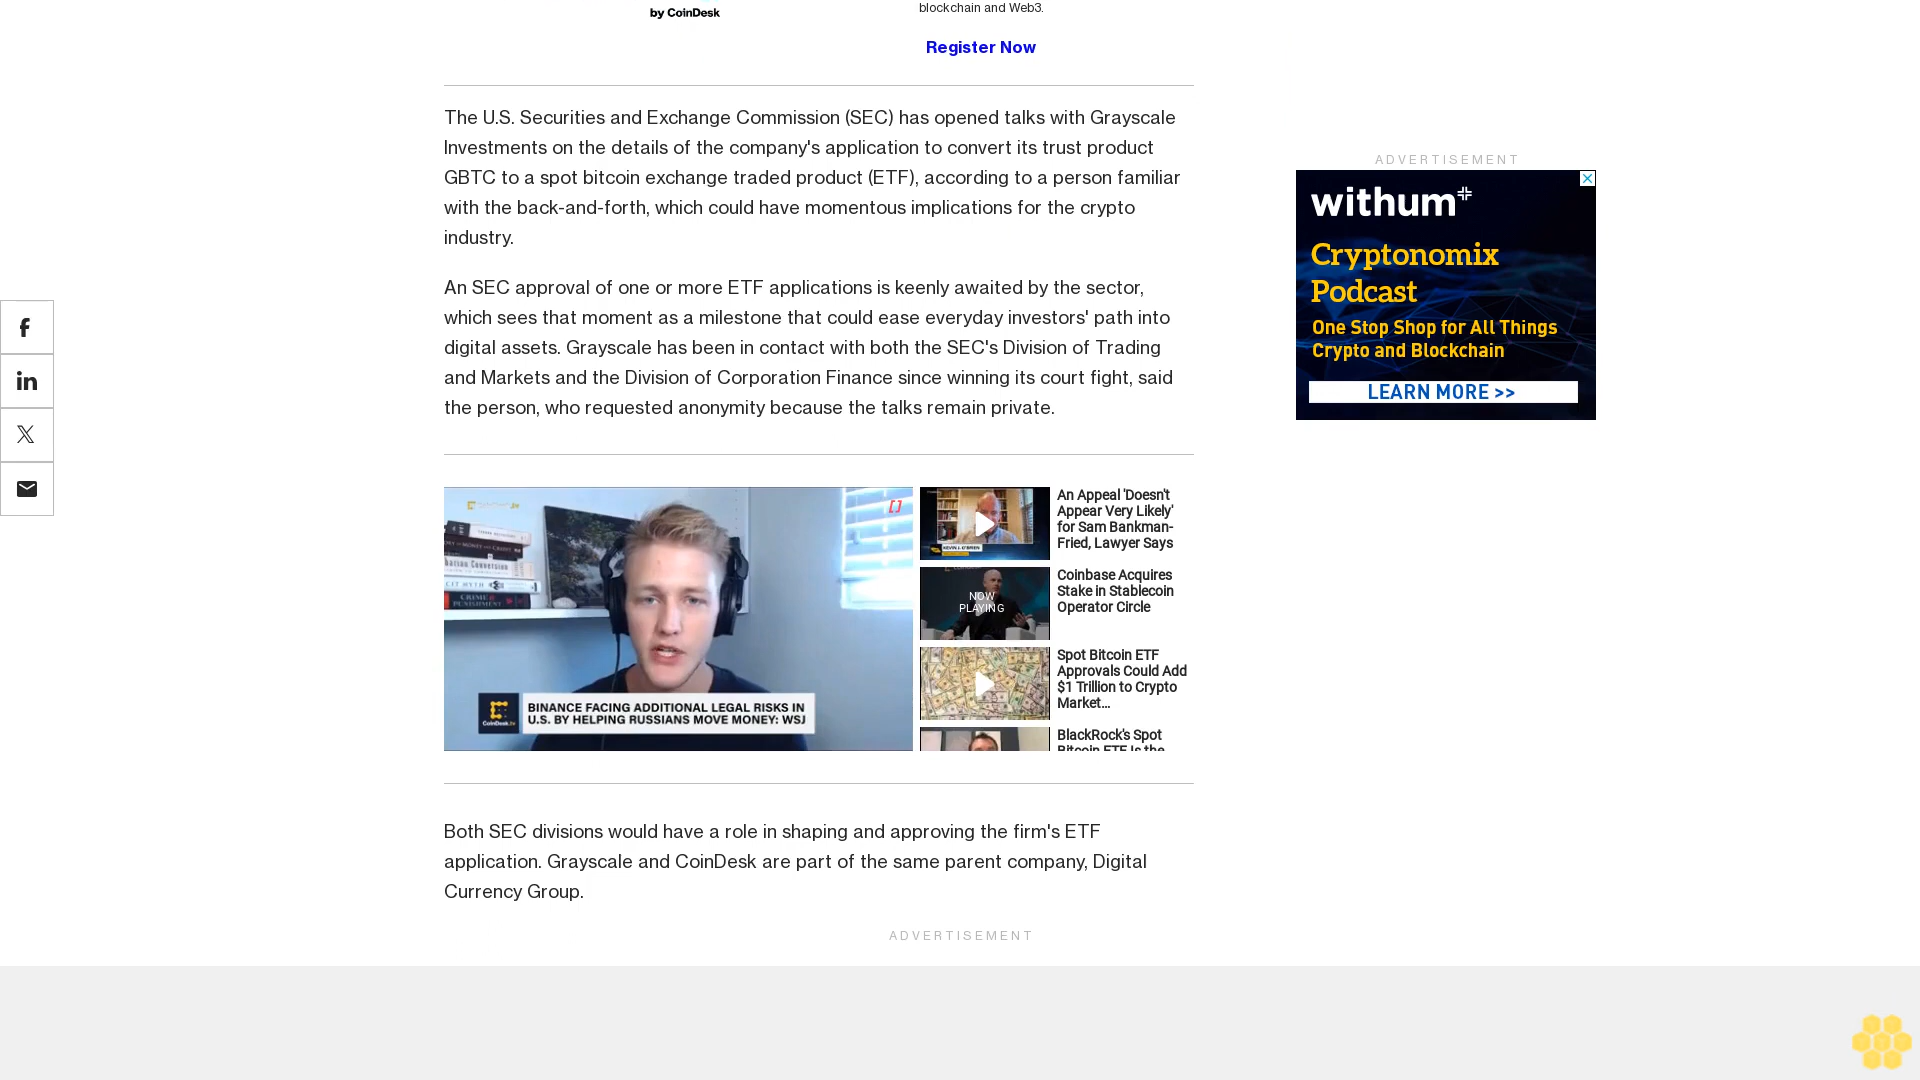 by CoinDesk
blockchain and Web3.
Register Now
The U.S. Securities and Exchange Commission (SEC) has opened talks with Grayscale
Investments on the details of the company's application to convert its trust product
GBTC to a spot bitcoin exchange traded product (ETF), according to a person familiar
with the back-and-forth, which could have momentous implications for the crypto
industry.
An SEC approval of one or more ETF applications is keenly awaited by the sector,
which sees that moment as a milestone that could ease everyday investors' path into
digital assets. Grayscale has been in contact with both the SEC's Division of Trading
and Markets and the Division of Corporation Finance since winning its court fight, said
the person, who requested anonymity because the talks remain private.
CRIME &
PUNISHMENT
BINANCE FACING ADDITIONAL LEGAL RISKS IN
U.S. BY HELPING RUSSIANS MOVE MONEY: WSJ
CoinDesk.tv
KEVIN J. O'BRIEN
An Appeal 'Doesn't
Appear Very Likely'
for Sam Bankman-
Fried, Lawyer Says
NOW
PLAYING
Coinbase Acquires
Stake in Stablecoin
Operator Circle
Spot Bitcoin ETF
Approvals Could Add
$1 Trillion to Crypto
Market...
BlackRock's Spot
Bitcoin ETF Is the
Both SEC divisions would have a role in shaping and approving the firm's ETF
application. Grayscale and CoinDesk are part of the same parent company, Digital
Currency Group.
ADVERTISEMENT
ADVERTISEMENT
withum
Cryptonomix
Podcast
One Stop Shop for All Things
Crypto and Blockchain
LEARN MORE >>